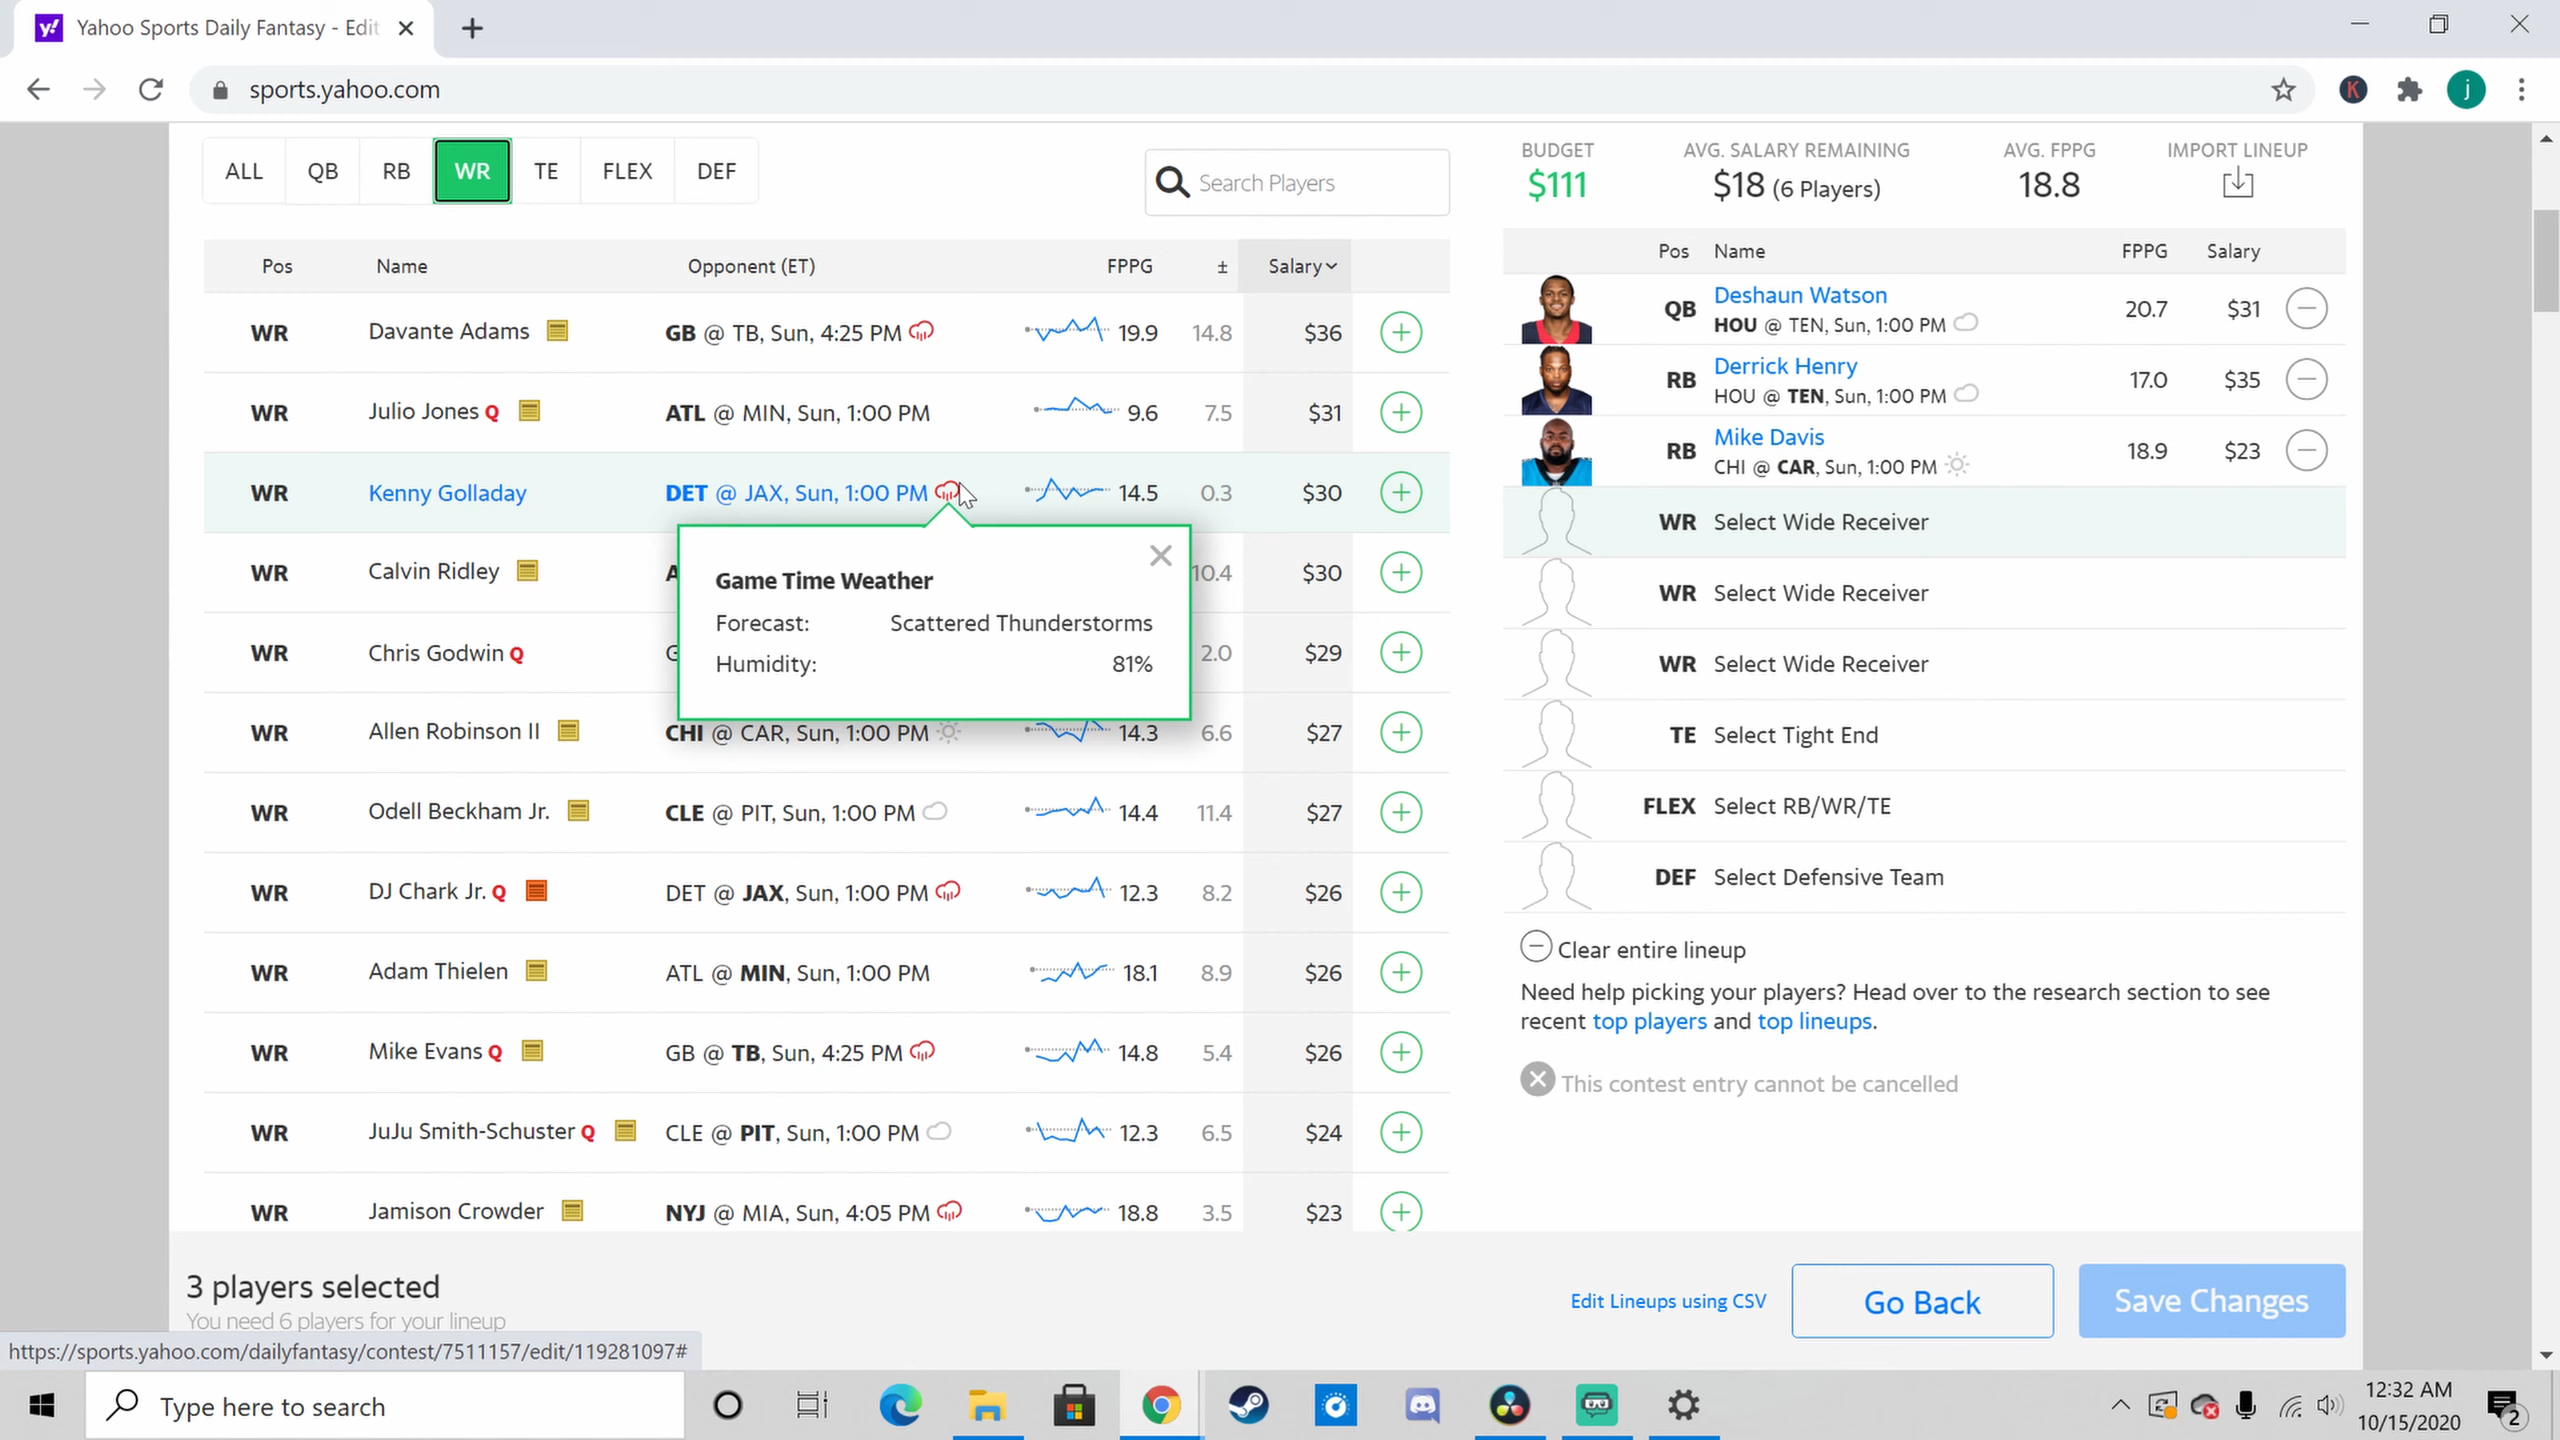 Yahoo Sports Daily Fantasy - Edit
sports.yahoo.com
K
j
ALL QB RB WR TE FLEX DEF
Search Players
BUDGET AVG. SALARY REMAINING AVG. FPPG IMPORT LINEUP
$111 $18 (6 Players) 18.8
Pos Name Opponent (ET) FPPG ± Salary
WR Davante Adams GB @ TB, Sun, 4:25 PM 19.9 14.8 $36
WR Julio Jones Q ATL @ MIN, Sun, 1:00 PM 9.6 7.5 $31
WR Kenny Golladay DET @ JAX, Sun, 1:00 PM 14.5 0.3 $30
WR Calvin Ridley 10.4 $30
WR Chris Godwin Q 2.0 $29
WR Allen Robinson II CHI @ CAR, Sun, 1:00 PM 14.3 6.6 $27
WR Odell Beckham Jr. CLE @ PIT, Sun, 1:00 PM 14.4 11.4 $27
WR DJ Chark Jr. Q DET @ JAX, Sun, 1:00 PM 12.3 8.2 $26
WR Adam Thielen ATL @ MIN, Sun, 1:00 PM 18.1 8.9 $26
WR Mike Evans Q GB @ TB, Sun, 4:25 PM 14.8 5.4 $26
WR JuJu Smith-Schuster Q CLE @ PIT, Sun, 1:00 PM 12.3 6.5 $24
WR Jamison Crowder NYJ @ MIA, Sun, 4:05 PM 18.8 3.5 $23
Game Time Weather
Forecast: Scattered Thunderstorms
Humidity: 81%
Pos Name FPPG Salary
QB Deshaun Watson 20.7 $31
HOU @ TEN, Sun, 1:00 PM
RB Derrick Henry 17.0 $35
HOU @ TEN, Sun, 1:00 PM
RB Mike Davis 18.9 $23
CHI @ CAR, Sun, 1:00 PM
WR Select Wide Receiver
WR Select Wide Receiver
WR Select Wide Receiver
TE Select Tight End
FLEX Select RB/WR/TE
DEF Select Defensive Team
Clear entire lineup
Need help picking your players? Head over to the research section to see
recent top players and top lineups.
This contest entry cannot be cancelled
3 players selected
You need 6 players for your lineup
Edit Lineups using CSV Go Back Save Changes
https://sports.yahoo.com/dailyfantasy/contest/7511157/edit/119281097#
Type here to search
12:32 AM
10/15/2020
2